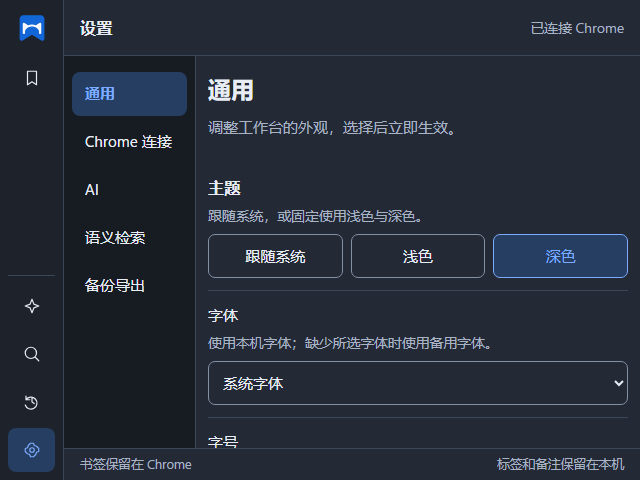 设置
已连接 Chrome
通用
Chrome 连接
AI
语义检索
备份导出
通用
调整工作台的外观，选择后立即生效。
主题
跟随系统，或固定使用浅色与深色。
跟随系统
浅色
深色
字体
使用本机字体；缺少所选字体时使用备用字体。
系统字体
字号
书签保留在 Chrome
标签和备注保留在本机